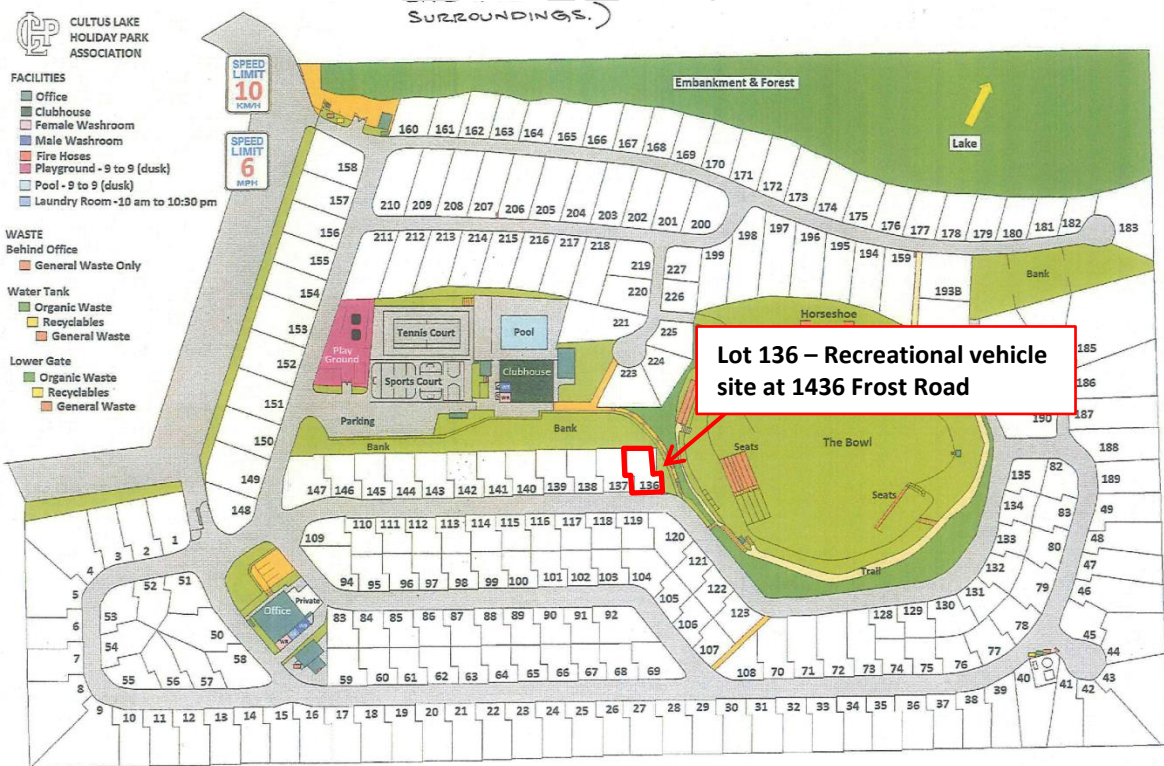 SURROUNDINGS.)
CULTUS LAKE
HOLIDAY PARK
ASSOCIATION
FACILITIES
Office
Clubhouse
Female Washroom
Male Washroom
Fire Hoses
Playground - 9 to 9 (dusk)
Pool - 9 to 9 (dusk)
Laundry Room -10 am to 10:30 pm
WASTE
Behind Office
General Waste Only
Water Tank
Organic Waste
Recyclables
General Waste
Lower Gate
Organic Waste
Recyclables
General Waste
SPEED
LIMIT
10
KM/H
SPEED
LIMIT
6
MPH
Embankment & Forest
Lake
160 161 162 163 164 165 166 167 168 169 170 171 172 173 174 175 176 177 178 179 180 181 182 183
158
157
156
155
154
153
152
151
150
149
148
210 209 208 207 206 205 204 203 202 201 200
211 212 213 214 215 216 217 218
219 227
220 226
221 225
224
223
199 198 197 196 195 194 159
193B
Bank
Horseshoe
185
186
187
190
188
189
Play
Ground
Tennis Court
Pool
Sports Court
Clubhouse
Parking
Bank
Bank
Lot 136 – Recreational vehicle
site at 1436 Frost Road
Seats
The Bowl
Seats
Trail
147 146 145 144 143 142 141 140 139 138 137 136
109 110 111 112 113 114 115 116 117 118 119
120
121
122
123
94 95 96 97 98 99 100 101 102 103 104
105
106
107
83 84 85 86 87 88 89 90 91 92
59 60 61 62 63 64 65 66 67 68 69
108 70 71 72 73 74 75 76 77
128 129 130 131
132
133
134
135
82
83
80
79
78
49
48
47
46
45
44
43
42
41
40
39
1
2
3
4
5
6
7
8
52 51
53
54
55 56 57
50
58
Office
Private
9 10 11 12 13 14 15 16 17 18 19 20 21 22 23 24 25 26 27 28 29 30 31 32 33 34 35 36 37 38